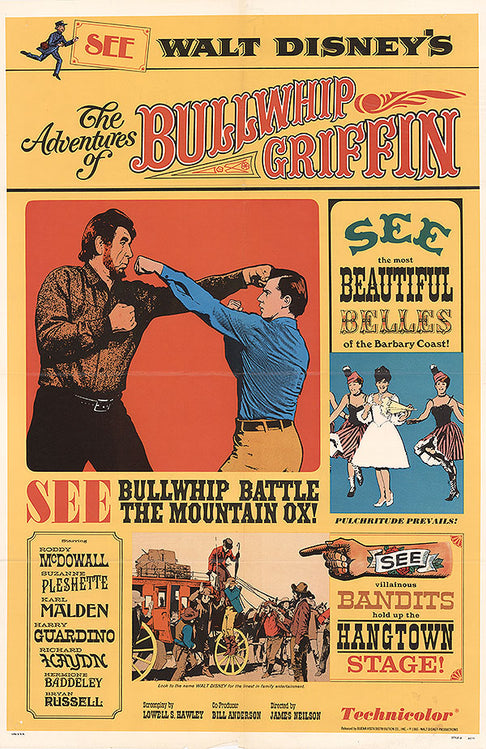 SEE WALT DISNEY'S
The Adventures of
BULLWHIP
GRIFFIN
SEE
the most
BEAUTIFUL
BELLES
of the Barbary Coast!
PULCHRITUDE PREVAILS!
SEE BULLWHIP BATTLE
THE MOUNTAIN OX!
Starring
RODDY
McDOWALL
SUZANNE
PLESHETTE
KARL
MALDEN
HARRY
GUARDINO
RICHARD
HAYDN
HERMIONE
BADDELEY
BRYAN
RUSSELL
SEE
villainous
BANDITS
hold up the
HANGTOWN
STAGE!
Look to the name WALT DISNEY for the finest in family entertainment.
Screenplay by
LOWELL S. HAWLEY
Co Producer
BILL ANDERSON
Directed by
JAMES NEILSON
Technicolor®